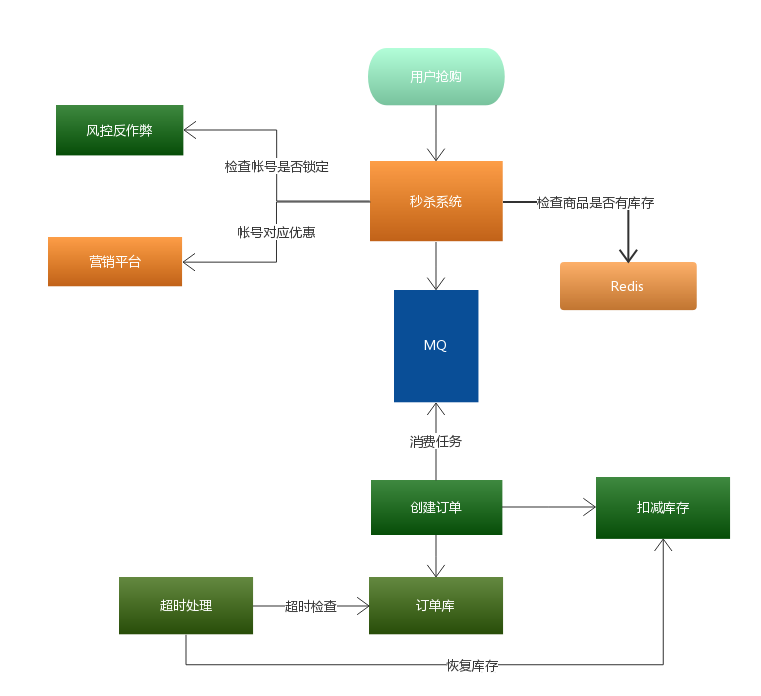 用户抢购
风控反作弊
检查帐号是否锁定
秒杀系统
检查商品是否有库存
帐号对应优惠
营销平台
Redis
MQ
消费任务
创建订单
扣减库存
超时处理
超时检查
订单库
恢复库存